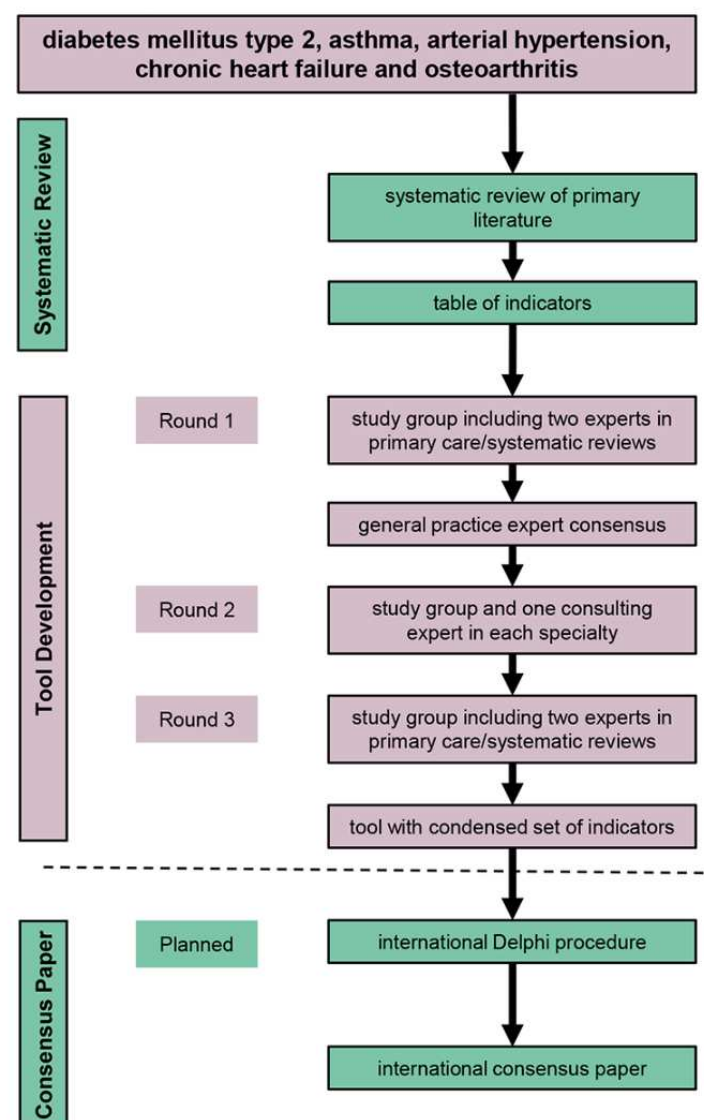 diabetes mellitus type 2, asthma, arterial hypertension,
chronic heart failure and osteoarthritis
Systematic Review
systematic review of primary
literature
table of indicators
Tool Development
Round 1
study group including two experts in
primary care/systematic reviews
general practice expert consensus
Round 2
study group and one consulting
expert in each specialty
Round 3
study group including two experts in
primary care/systematic reviews
tool with condensed set of indicators
Consensus Paper
Planned
international Delphi procedure
international consensus paper